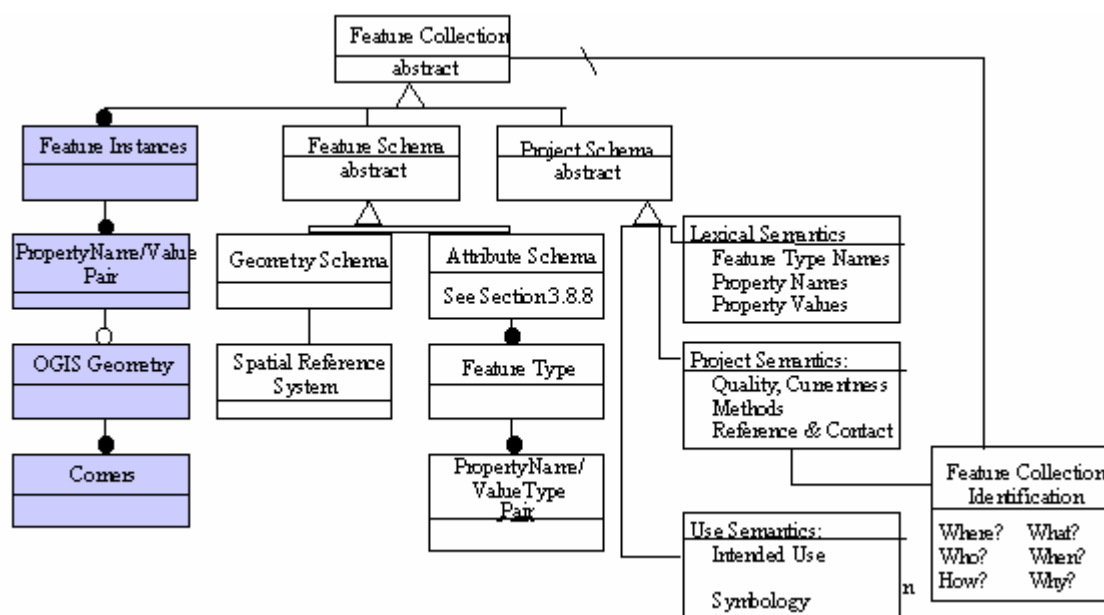 Feature Collection
abstract
Feature Instances
Feature Schema
abstract
Project Schema
abstract
PropertyName/Value
Pair
Geometry Schema
Attribute Schema
See Section 3.8.8
Lexical Semantics
Feature Type Names
Property Names
Property Values
OGIS Geometry
Spatial Reference
System
Feature Type
Project Semantics:
Quality, Currentness
Methods
Reference & Contact
Corners
PropertyName/
ValueType
Pair
Feature Collection
Identification
Where? What?
Who? When?
How? Why?
Use Semantics:
Intended Use
Symbology
n